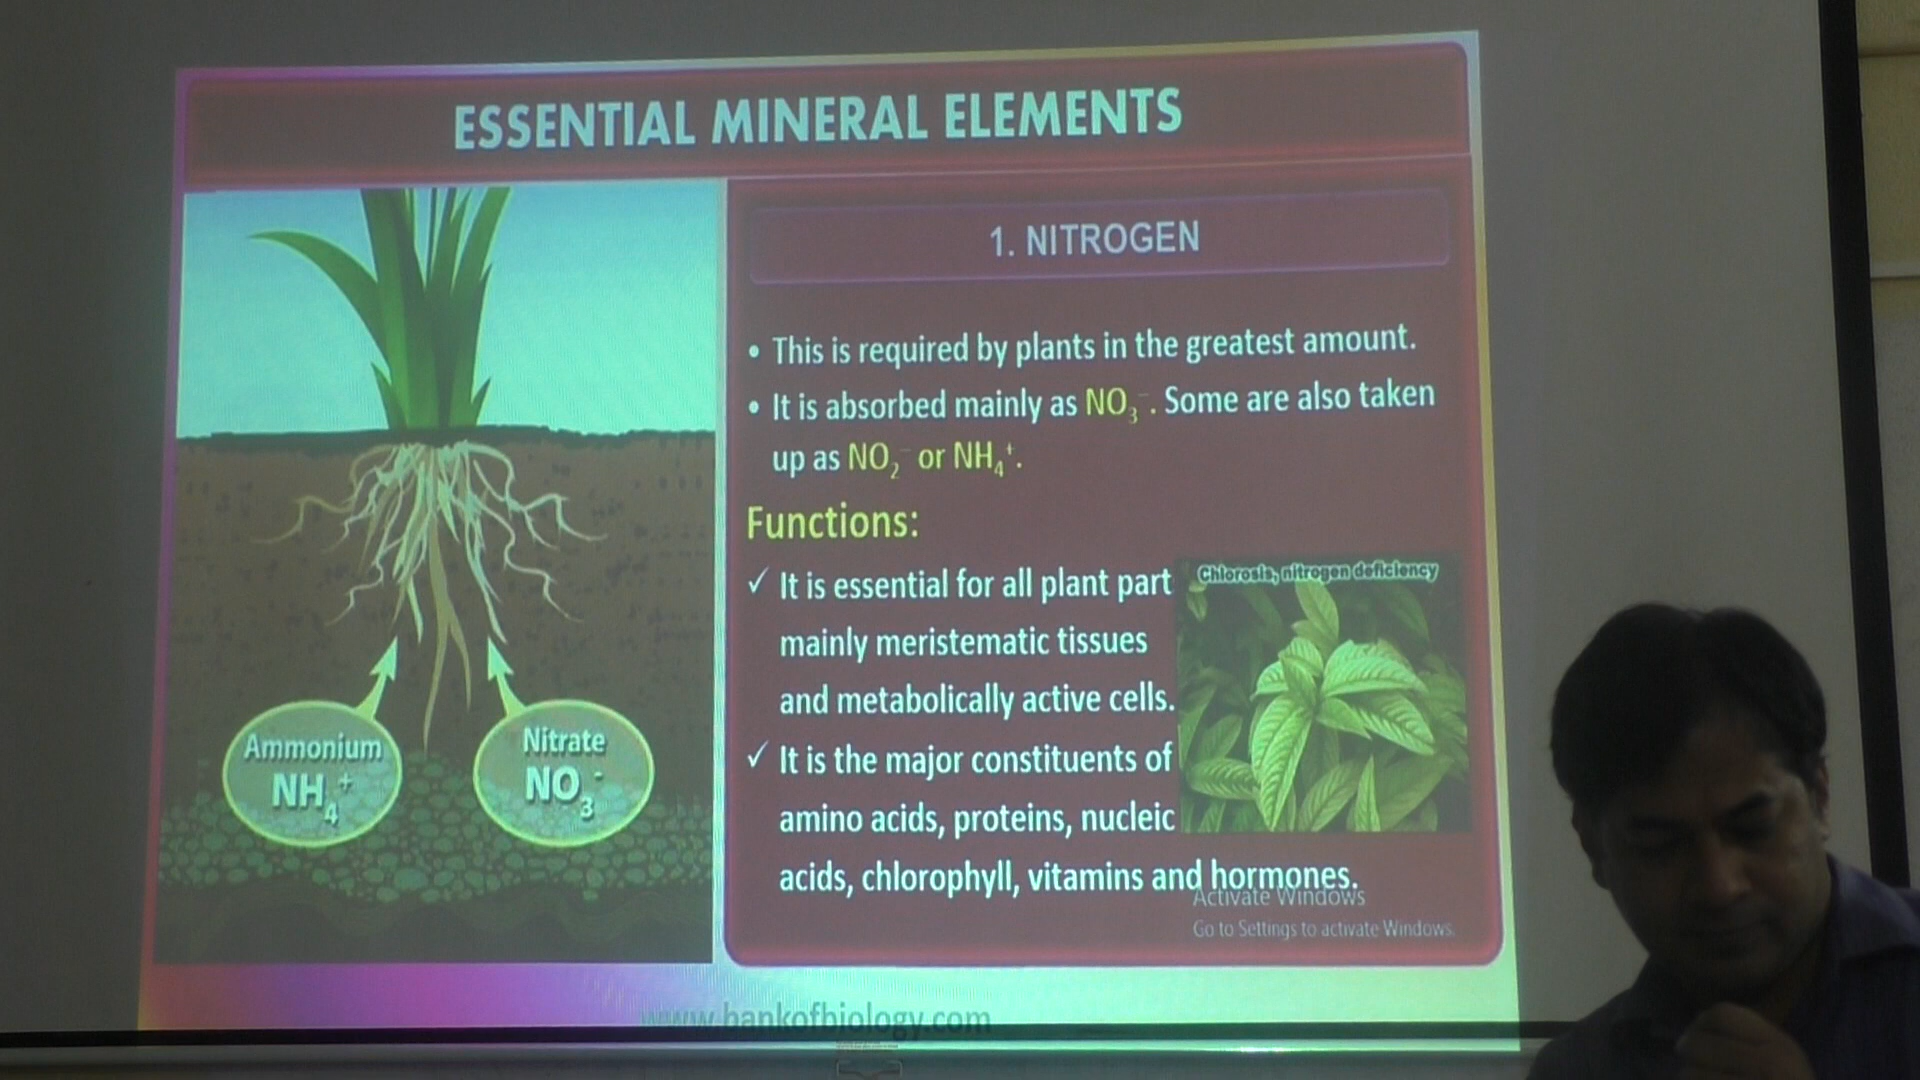 ESSENTIAL MINERAL ELEMENTS
1. NITROGEN
• This is required by plants in the greatest amount.
• It is absorbed mainly as NO₃⁻. Some are also taken
up as NO₂⁻ or NH₄⁺.
Functions:
✓ It is essential for all plant part
mainly meristematic tissues
and metabolically active cells.
✓ It is the major constituents of
amino acids, proteins, nucleic
acids, chlorophyll, vitamins and hormones.
Chlorosis, nitrogen deficiency
Ammonium
NH₄⁺
Nitrate
NO₃⁻
Activate Windows
Go to Settings to activate Windows.
www.bankofbiology.com